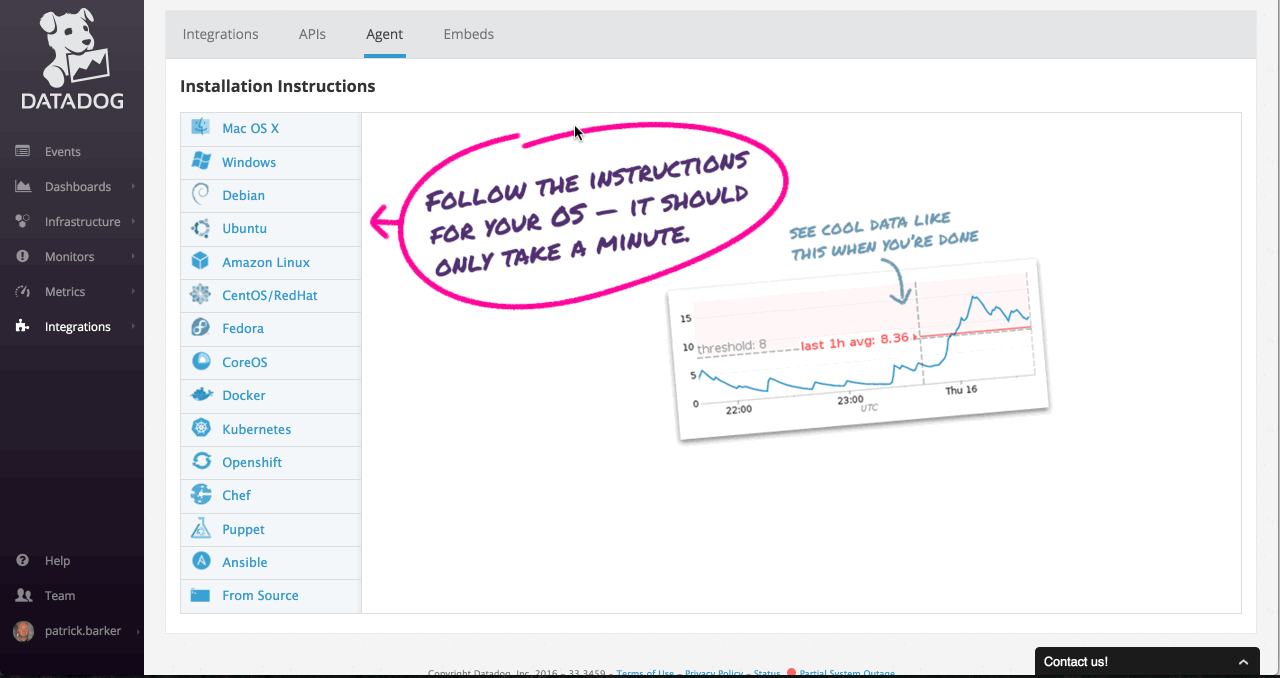 DATADOG
Events
Dashboards
Infrastructure
Monitors
Metrics
Integrations
Help
Team
patrick.barker
Integrations
APIs
Agent
Embeds
Installation Instructions
Mac OS X
Windows
Debian
Ubuntu
Amazon Linux
CentOS/RedHat
Fedora
CoreOS
Docker
Kubernetes
Openshift
Chef
Puppet
Ansible
From Source
FOLLOW THE INSTRUCTIONS
FOR YOUR OS — IT SHOULD
ONLY TAKE A MINUTE.
SEE COOL DATA LIKE
THIS WHEN YOU'RE DONE
15
10
5
0
threshold: 8
last 1h avg: 8.36
22:00
23:00
Thu 16
UTC
Copyright Datadog, Inc. 2016 – 33.3459 – Terms of Use – Privacy Policy – Status Partial System Outage
Contact us!